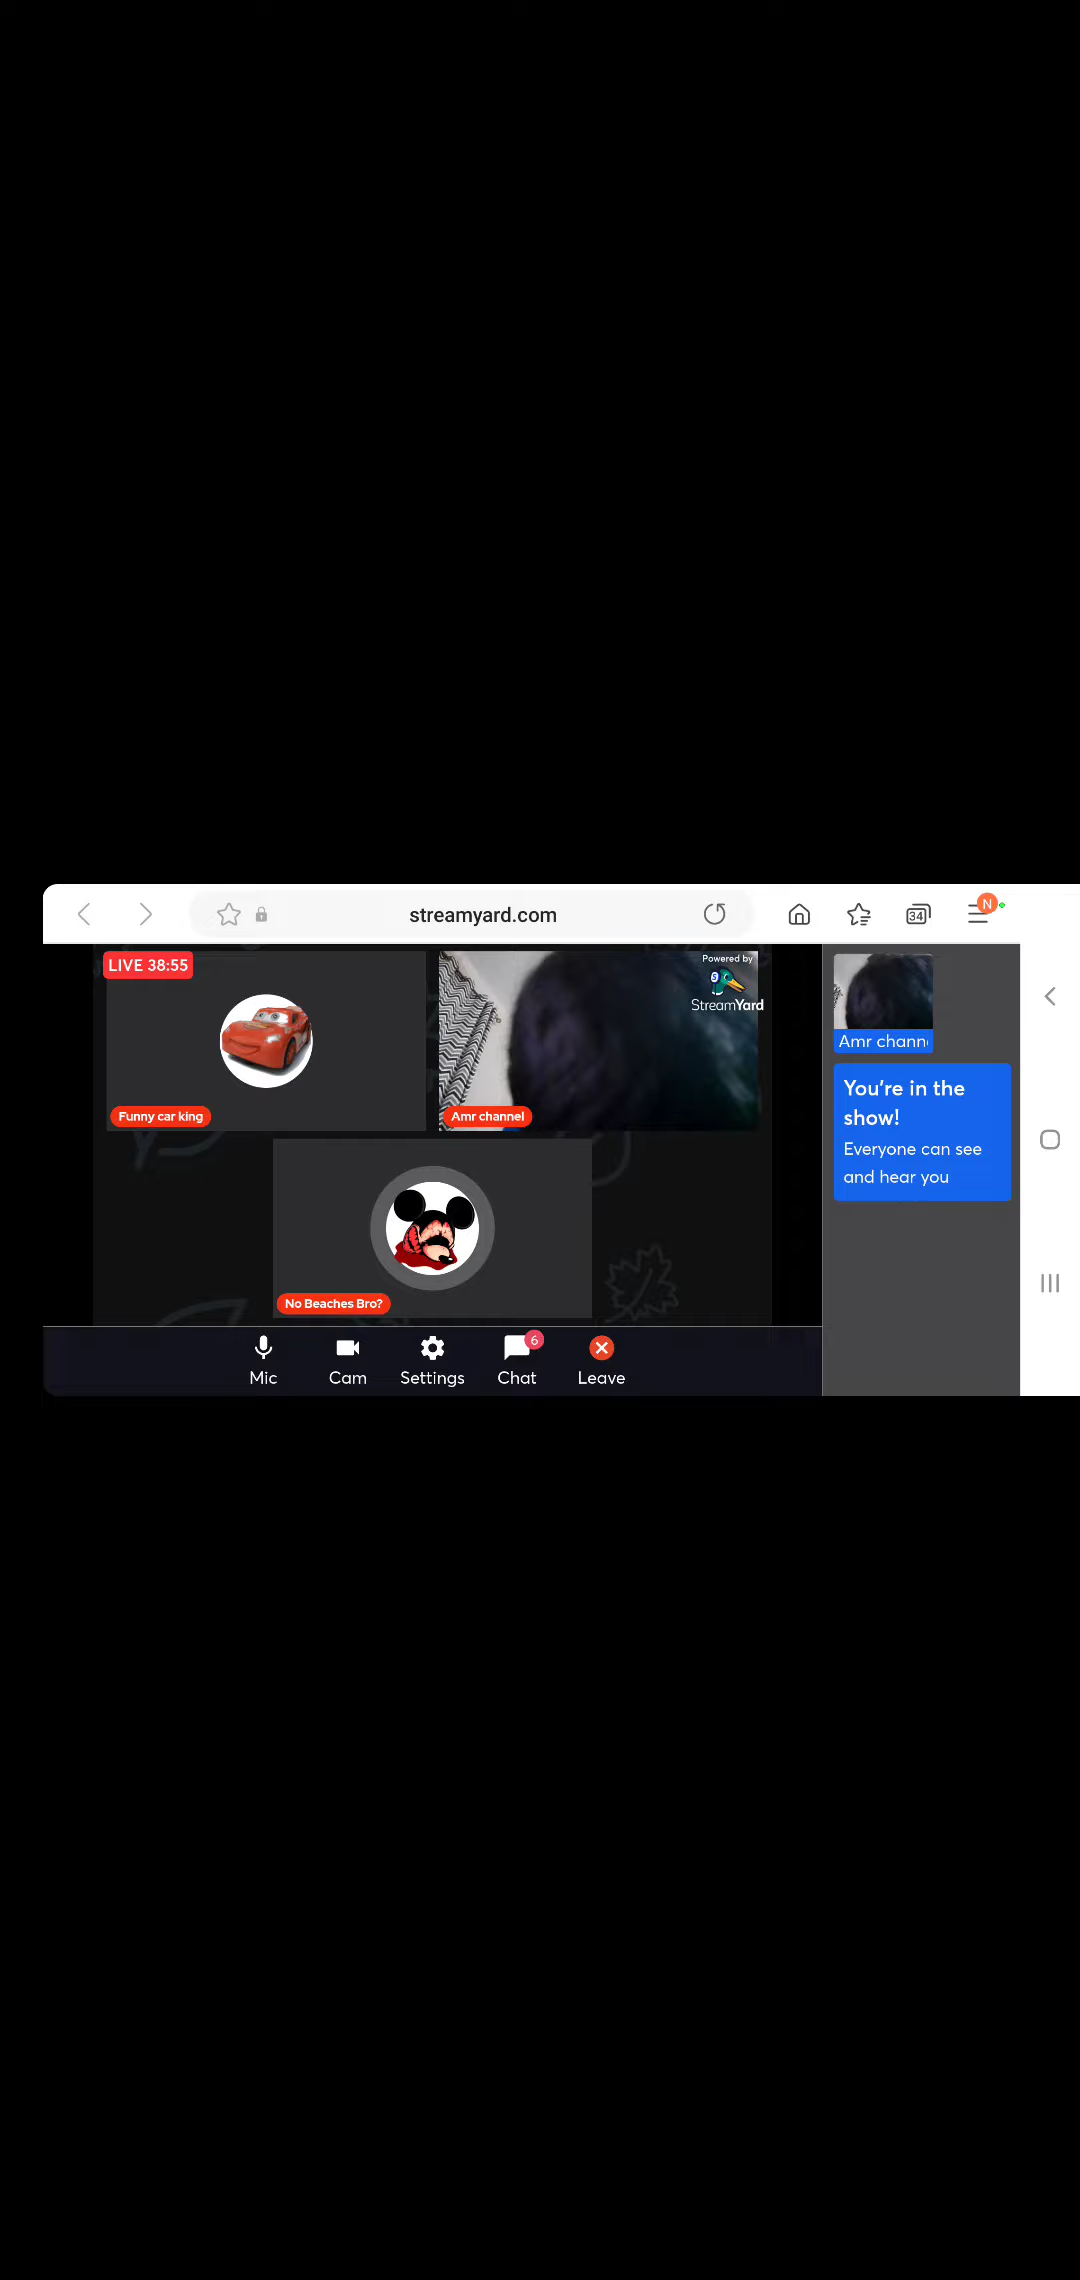 streamyard.com
34
N
LIVE 38:55
Powered by
StreamYard
Funny car king
Amr channel
No Beaches Bro?
Amr chann
You're in the
show!
Everyone can see
and hear you
6
Mic
Cam
Settings
Chat
Leave